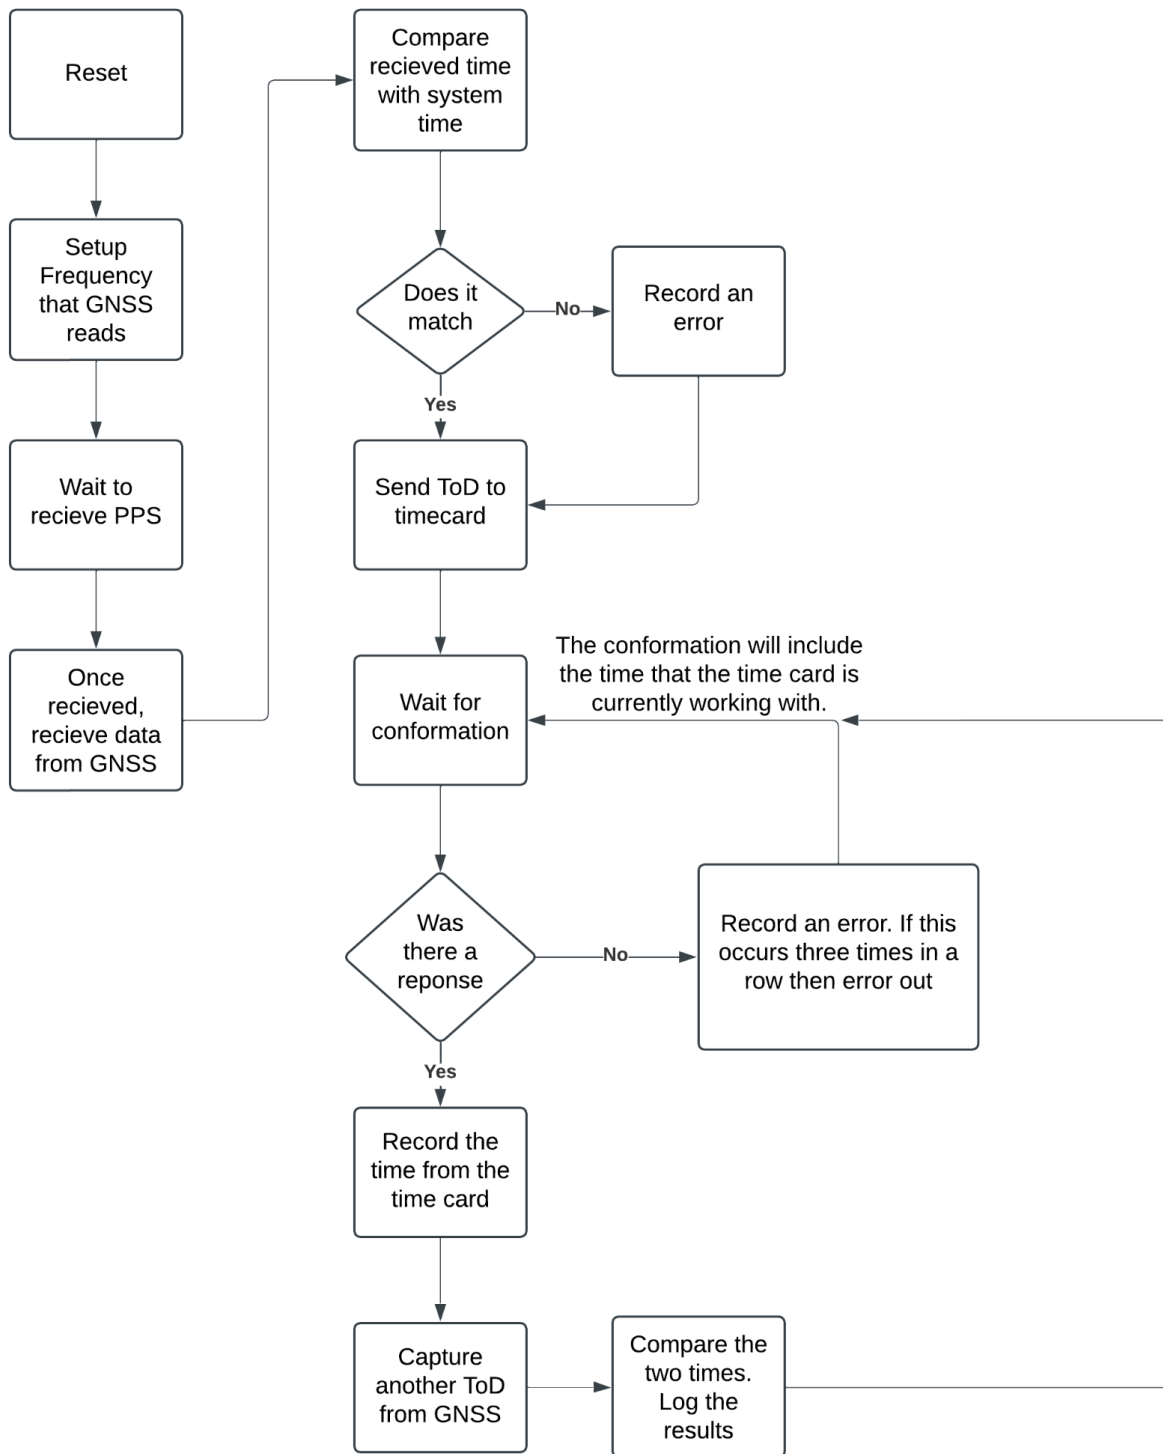 Reset
Setup
Frequency
that GNSS
reads
Wait to
recieve PPS
Once
recieved,
recieve data
from GNSS
Compare
recieved time
with system
time
Does it
match
No
Record an
error
Yes
Send ToD to
timecard
The conformation will include
the time that the time card is
currently working with.
Wait for
conformation
Was
there a
reponse
No
Record an error. If this
occurs three times in a
row then error out
Yes
Record the
time from the
time card
Capture
another ToD
from GNSS
Compare the
two times.
Log the
results